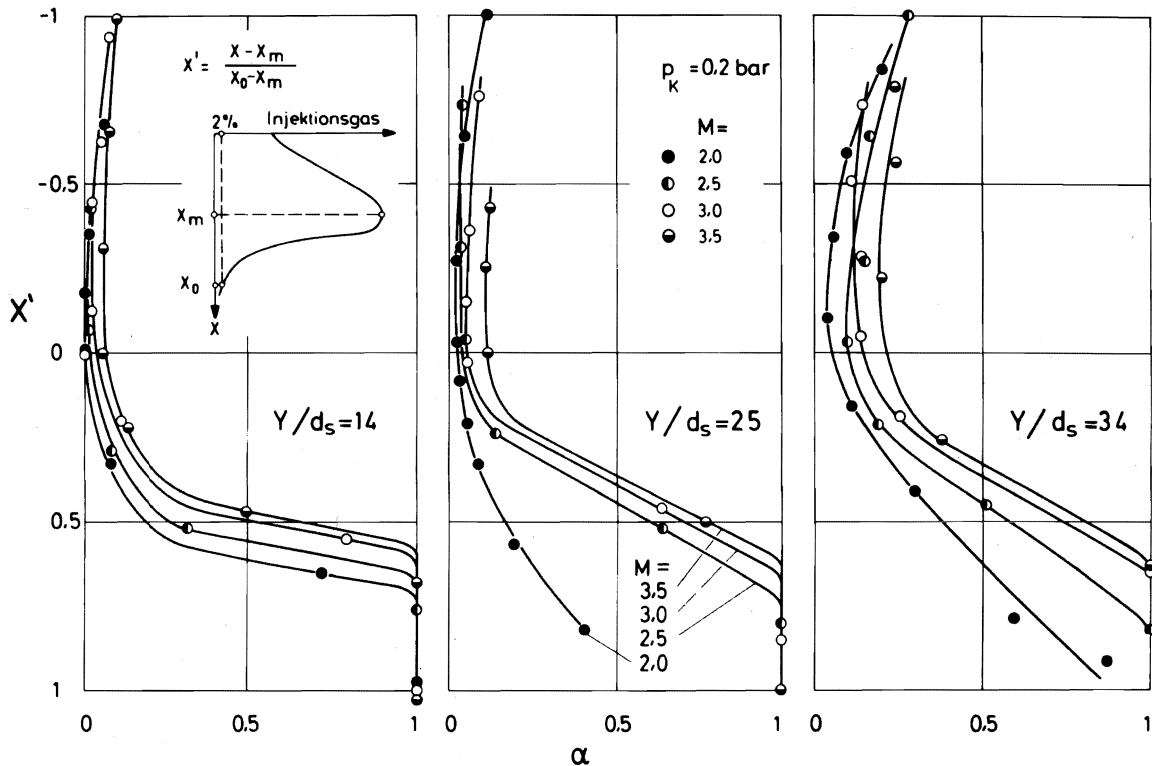 X' = X - Xm / X0 - Xm
2% Injektionsgas
Xm
X0
X
pK = 0,2 bar
M =
2.0
2,5
3.0
3,5
-1
-0.5
X'
0
0.5
1
Y/ds=14
Y/ds=25
Y/ds=34
M =
3,5
3.0
2,5
2,0
0 0,5 1 0 0.5 1 0 0,5 1
α